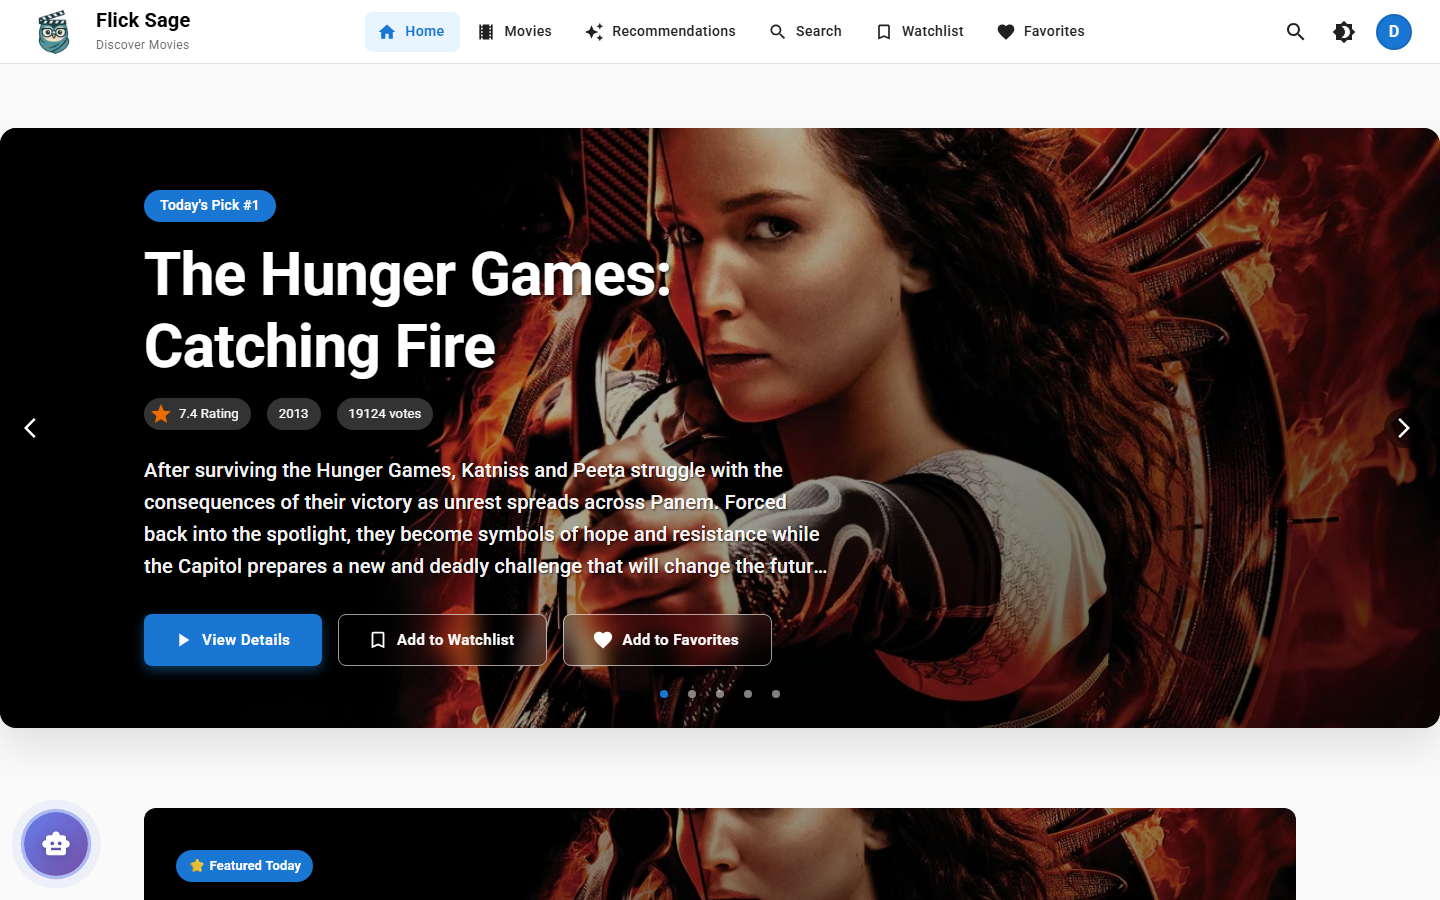 Flick Sage
Discover Movies
Home
Movies
Recommendations
Search
Watchlist
Favorites
D
Today's Pick #1
The Hunger Games:
Catching Fire
7.4 Rating
2013
19124 votes
After surviving the Hunger Games, Katniss and Peeta struggle with the
consequences of their victory as unrest spreads across Panem. Forced
back into the spotlight, they become symbols of hope and resistance while
the Capitol prepares a new and deadly challenge that will change the futur...
View Details
Add to Watchlist
Add to Favorites
Featured Today